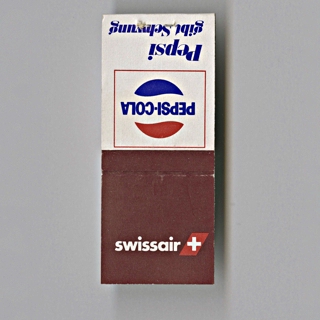 Pepsi
gibt Schwung
PEPSI-COLA
swissair